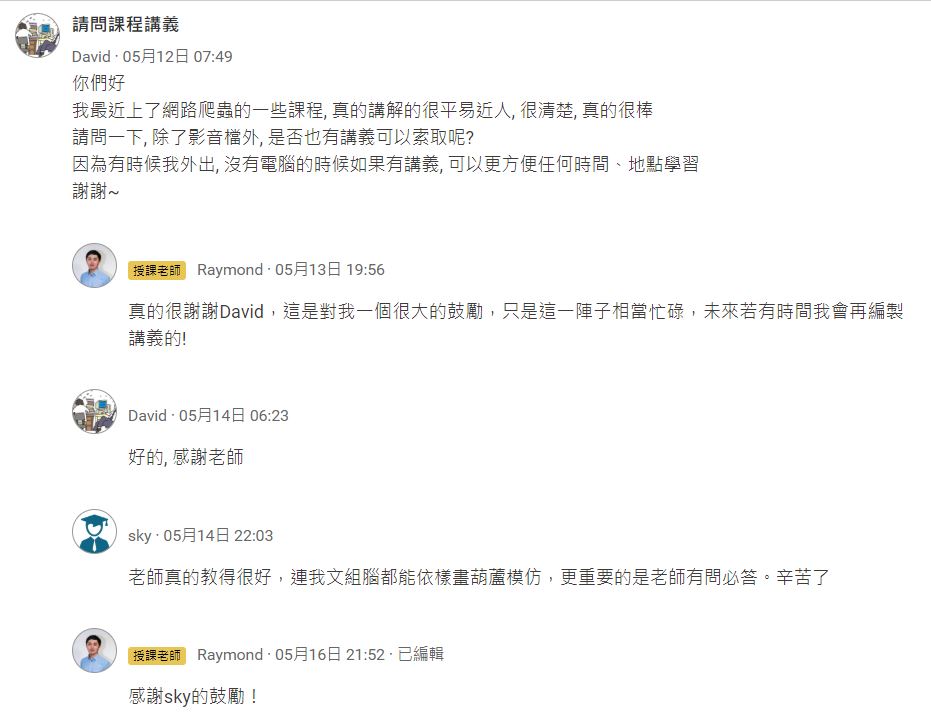 請問課程講義
David · 05月12日 07:49
你們好
我最近上了網路爬蟲的一些課程, 真的講解的很平易近人, 很清楚, 真的很棒
請問一下, 除了影音檔外, 是否也有講義可以索取呢?
因為有時候我外出, 沒有電腦的時候如果有講義, 可以更方便任何時間、地點學習
謝謝~
授課老師 Raymond · 05月13日 19:56
真的很謝謝David，這是對我一個很大的鼓勵，只是這一陣子相當忙碌，未來若有時間我會再編製
講義的!
David · 05月14日 06:23
好的, 感謝老師
sky · 05月14日 22:03
老師真的教得很好，連我文組腦都能依樣畫葫蘆模仿，更重要的是老師有問必答。辛苦了
授課老師 Raymond · 05月16日 21:52 · 已編輯
感謝sky的鼓勵！